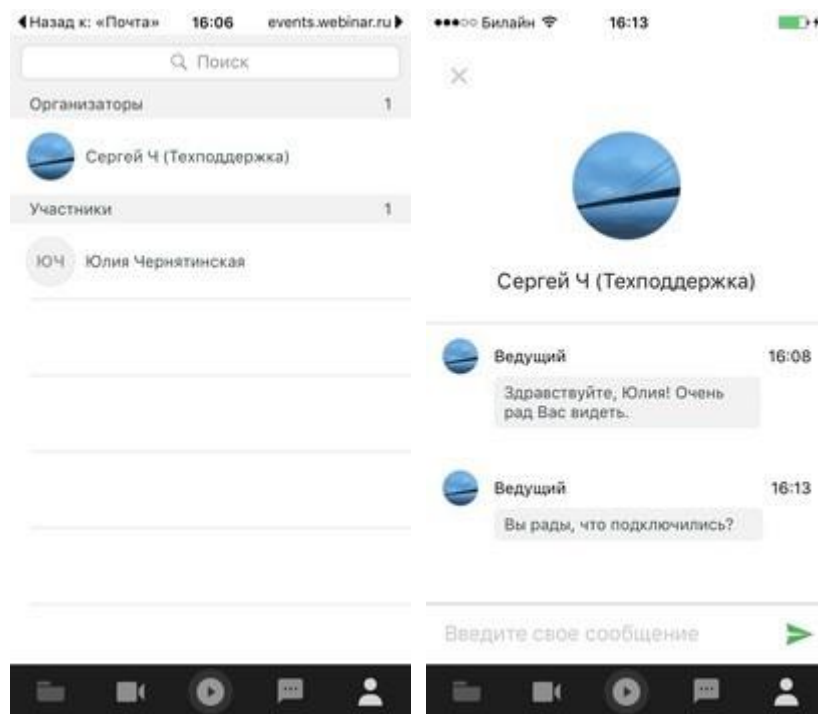 Назад к: «Почта» 16:06 events.webinar.ru
Поиск
Организаторы 1
Сергей Ч (Техподдержка)
Участники 1
ЮЧ Юлия Чернятинская
Билайн 16:13
Сергей Ч (Техподдержка)
Ведущий 16:08
Здравствуйте, Юлия! Очень
рад Вас видеть.
Ведущий 16:13
Вы рады, что подключились?
Введите свое сообщение